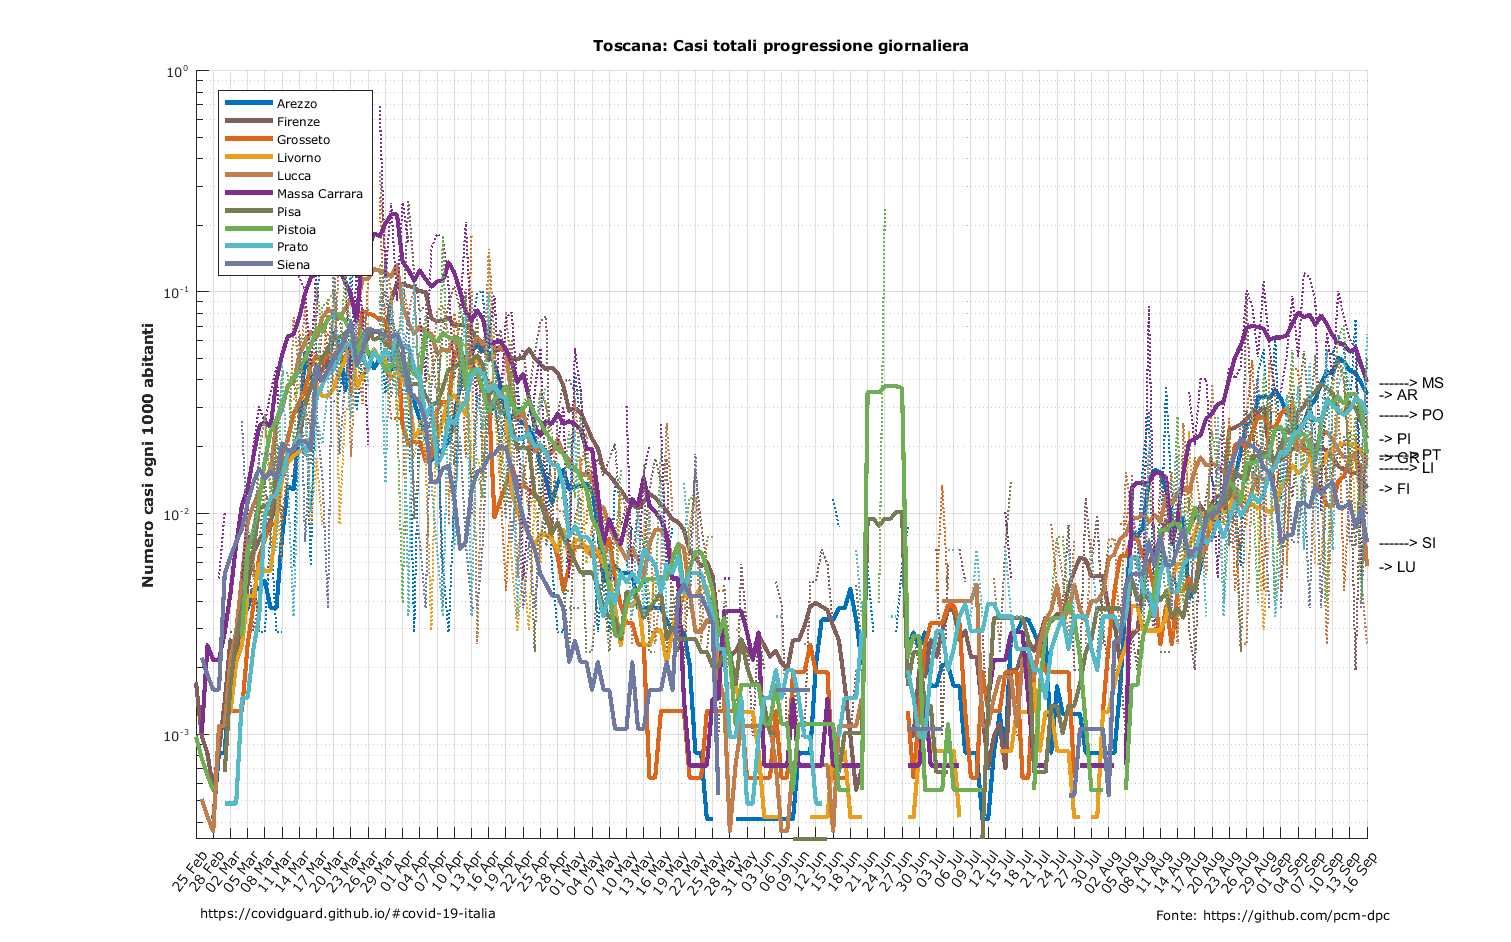 Toscana: Casi totali progressione giornaliera
Numero casi ogni 1000 abitanti
10⁰
10⁻¹
10⁻²
10⁻³
Arezzo
Firenze
Grosseto
Livorno
Lucca
Massa Carrara
Pisa
Pistoia
Prato
Siena
------> MS
-> AR
------> PO
-> PI
------> PT
-> GR
------> LI
-> FI
------> SI
-> LU
25 Feb
28 Feb
02 Mar
05 Mar
08 Mar
11 Mar
14 Mar
17 Mar
20 Mar
23 Mar
26 Mar
29 Mar
01 Apr
04 Apr
07 Apr
10 Apr
13 Apr
16 Apr
19 Apr
22 Apr
25 Apr
28 Apr
01 May
04 May
07 May
10 May
13 May
16 May
19 May
22 May
25 May
28 May
31 May
03 Jun
06 Jun
09 Jun
12 Jun
15 Jun
18 Jun
21 Jun
24 Jun
27 Jun
30 Jun
03 Jul
06 Jul
09 Jul
12 Jul
15 Jul
18 Jul
21 Jul
24 Jul
27 Jul
30 Jul
02 Aug
05 Aug
08 Aug
11 Aug
14 Aug
17 Aug
20 Aug
23 Aug
26 Aug
29 Aug
01 Sep
04 Sep
07 Sep
10 Sep
13 Sep
16 Sep
https://covidguard.github.io/#covid-19-italia
Fonte: https://github.com/pcm-dpc